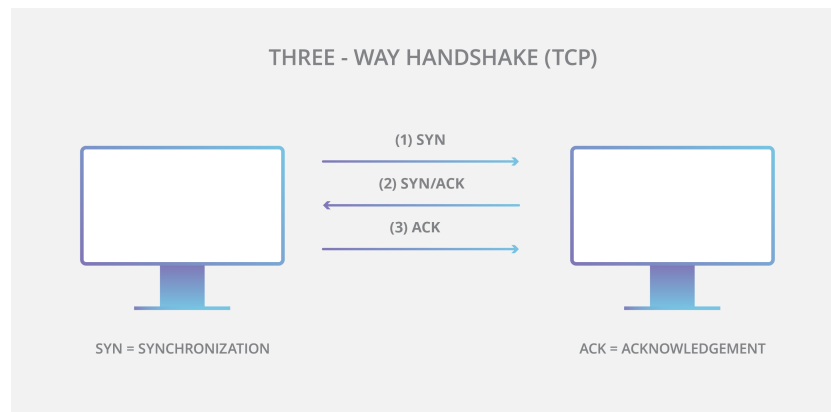 THREE - WAY HANDSHAKE (TCP)
(1) SYN
(2) SYN/ACK
(3) ACK
SYN = SYNCHRONIZATION
ACK = ACKNOWLEDGEMENT